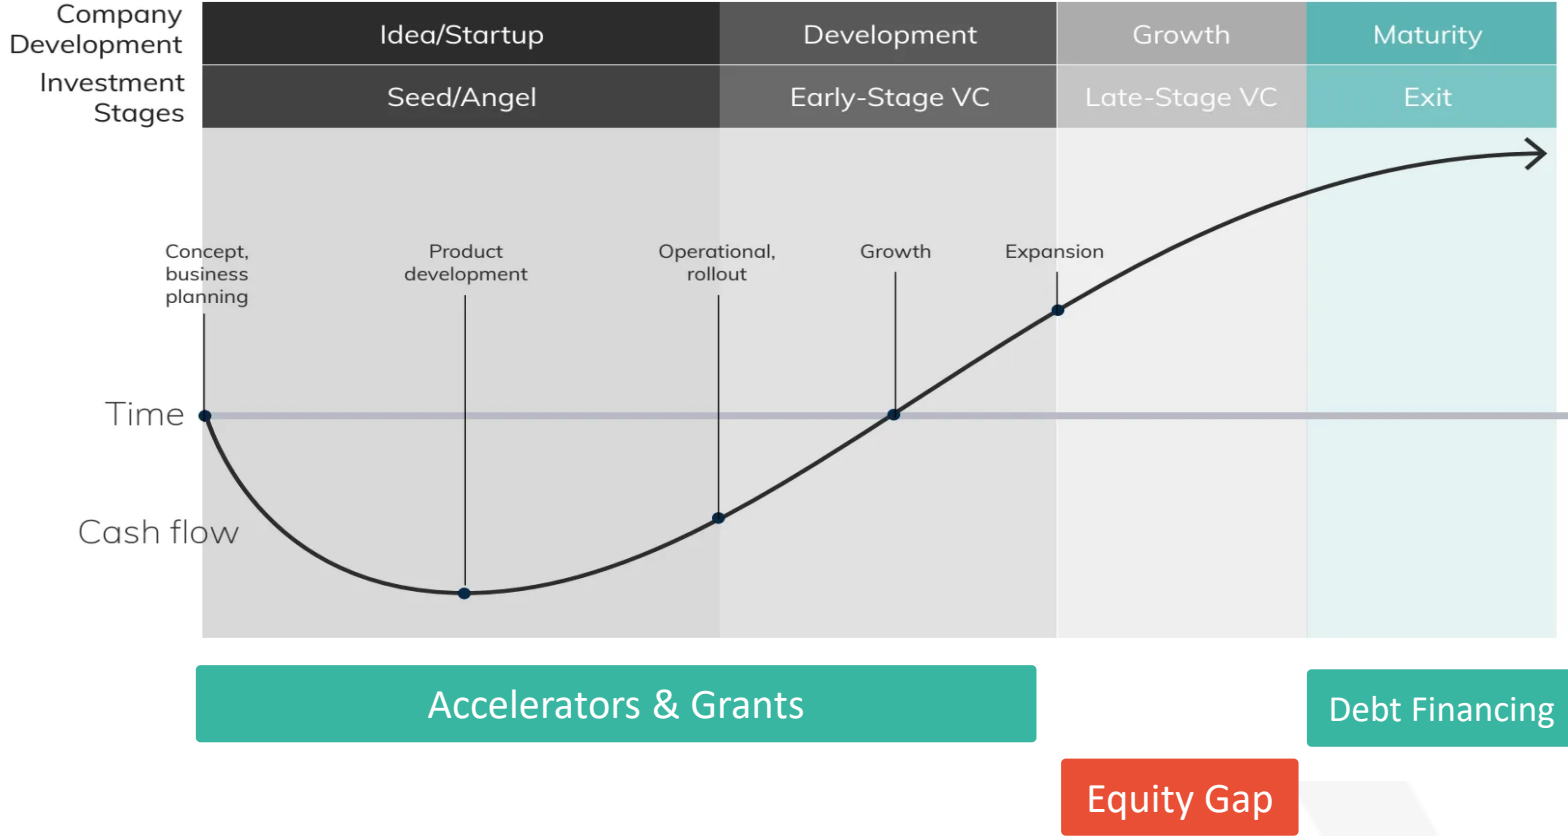 Company
Development
Idea/Startup
Development
Growth
Maturity
Investment
Stages
Seed/Angel
Early-Stage VC
Late-Stage VC
Exit
Concept,
business
planning
Product
development
Operational,
rollout
Growth
Expansion
Time
Cash flow
Accelerators & Grants
Debt Financing
Equity Gap